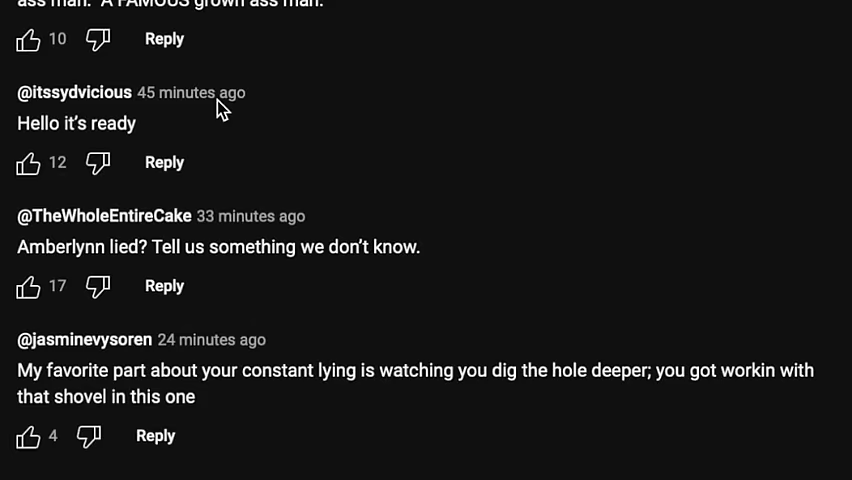 ass man. A FAMOUS grown ass man.
10 Reply
@itssydvicious 45 minutes ago
Hello it’s ready
12 Reply
@TheWholeEntireCake 33 minutes ago
Amberlynn lied? Tell us something we don’t know.
17 Reply
@jasminevysoren 24 minutes ago
My favorite part about your constant lying is watching you dig the hole deeper; you got workin with
that shovel in this one
4 Reply